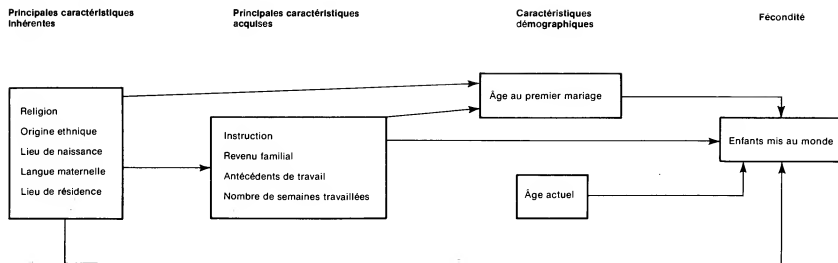 Principales caractéristiques
inhérentes
Principales caractéristiques
acquises
Caractéristiques
démographiques
Fécondité
Religion
Origine ethnique
Lieu de naissance
Langue maternelle
Lieu de résidence
Instruction
Revenu familial
Antécédents de travail
Nombre de semaines travaillées
Âge au premier mariage
Âge actuel
Enfants mis au monde